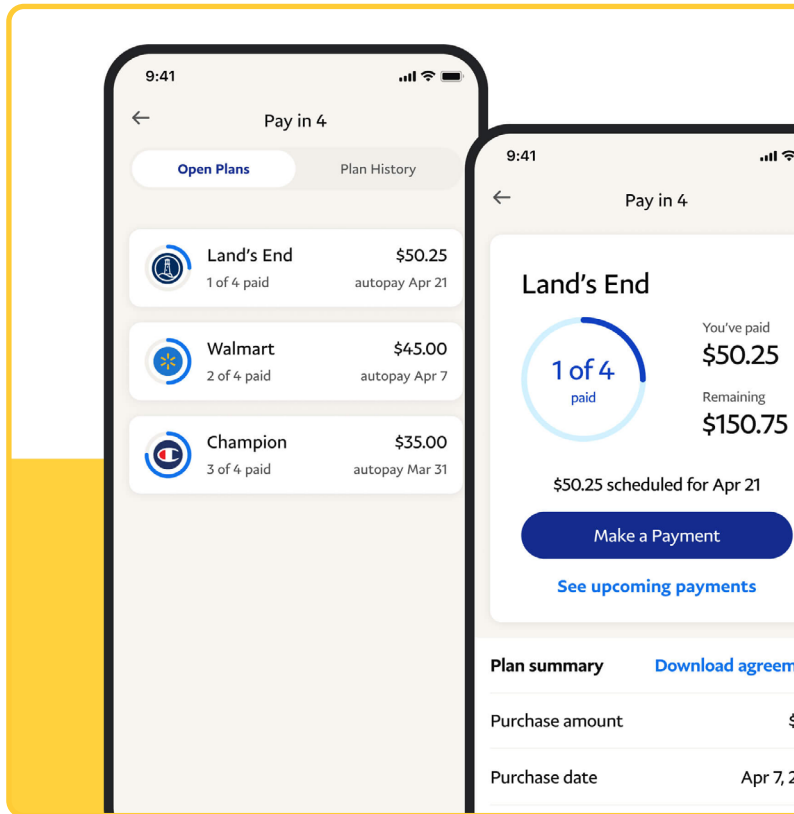 9:41
Pay in 4
Open Plans Plan History
Land's End $50.25
1 of 4 paid autopay Apr 21
Walmart $45.00
2 of 4 paid autopay Apr 7
Champion $35.00
3 of 4 paid autopay Mar 31
9:41
Pay in 4
Land's End
1 of 4
paid
You've paid
$50.25
Remaining
$150.75
$50.25 scheduled for Apr 21
Make a Payment
See upcoming payments
Plan summary Download
Purchase amount
Purchase date Apr 7,